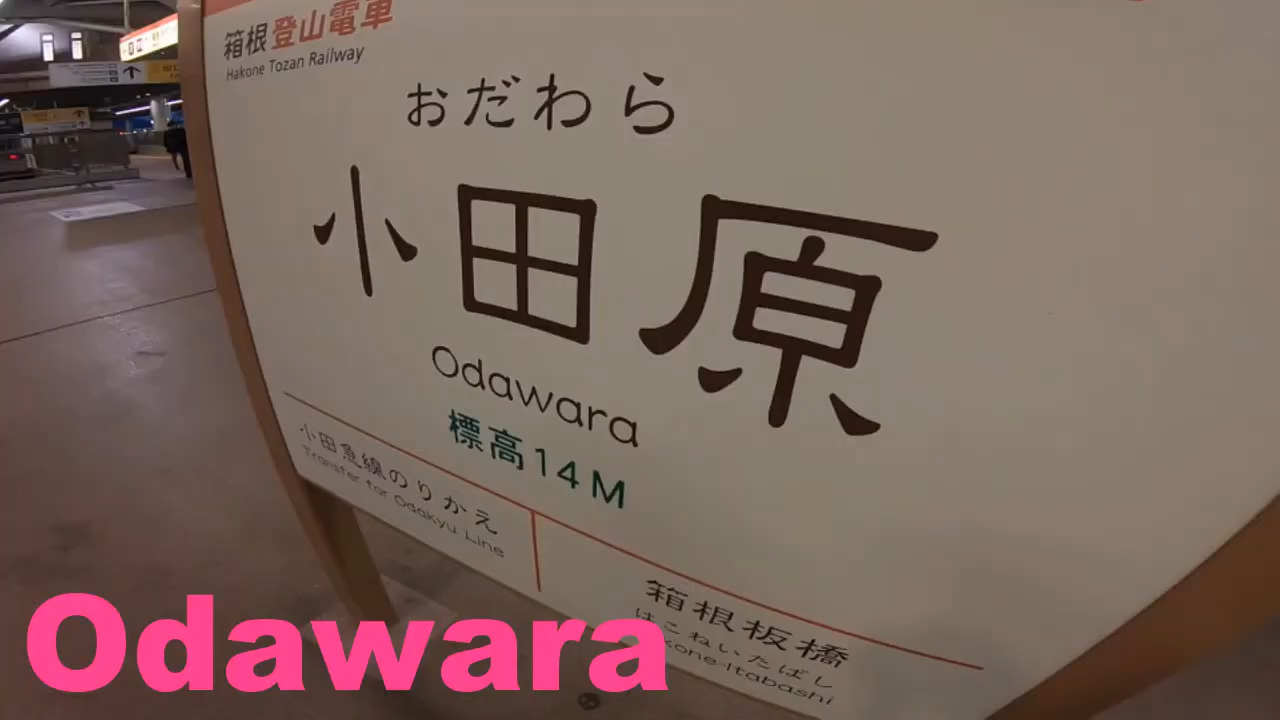 箱根登山電車
Hakone Tozan Railway
おだわら
小田原
Odawara
標高14M
小田急線のりかえ
Transfer for Odakyu Line
箱根板橋
はこねいたばし
Hakone-Itabashi
Odawara